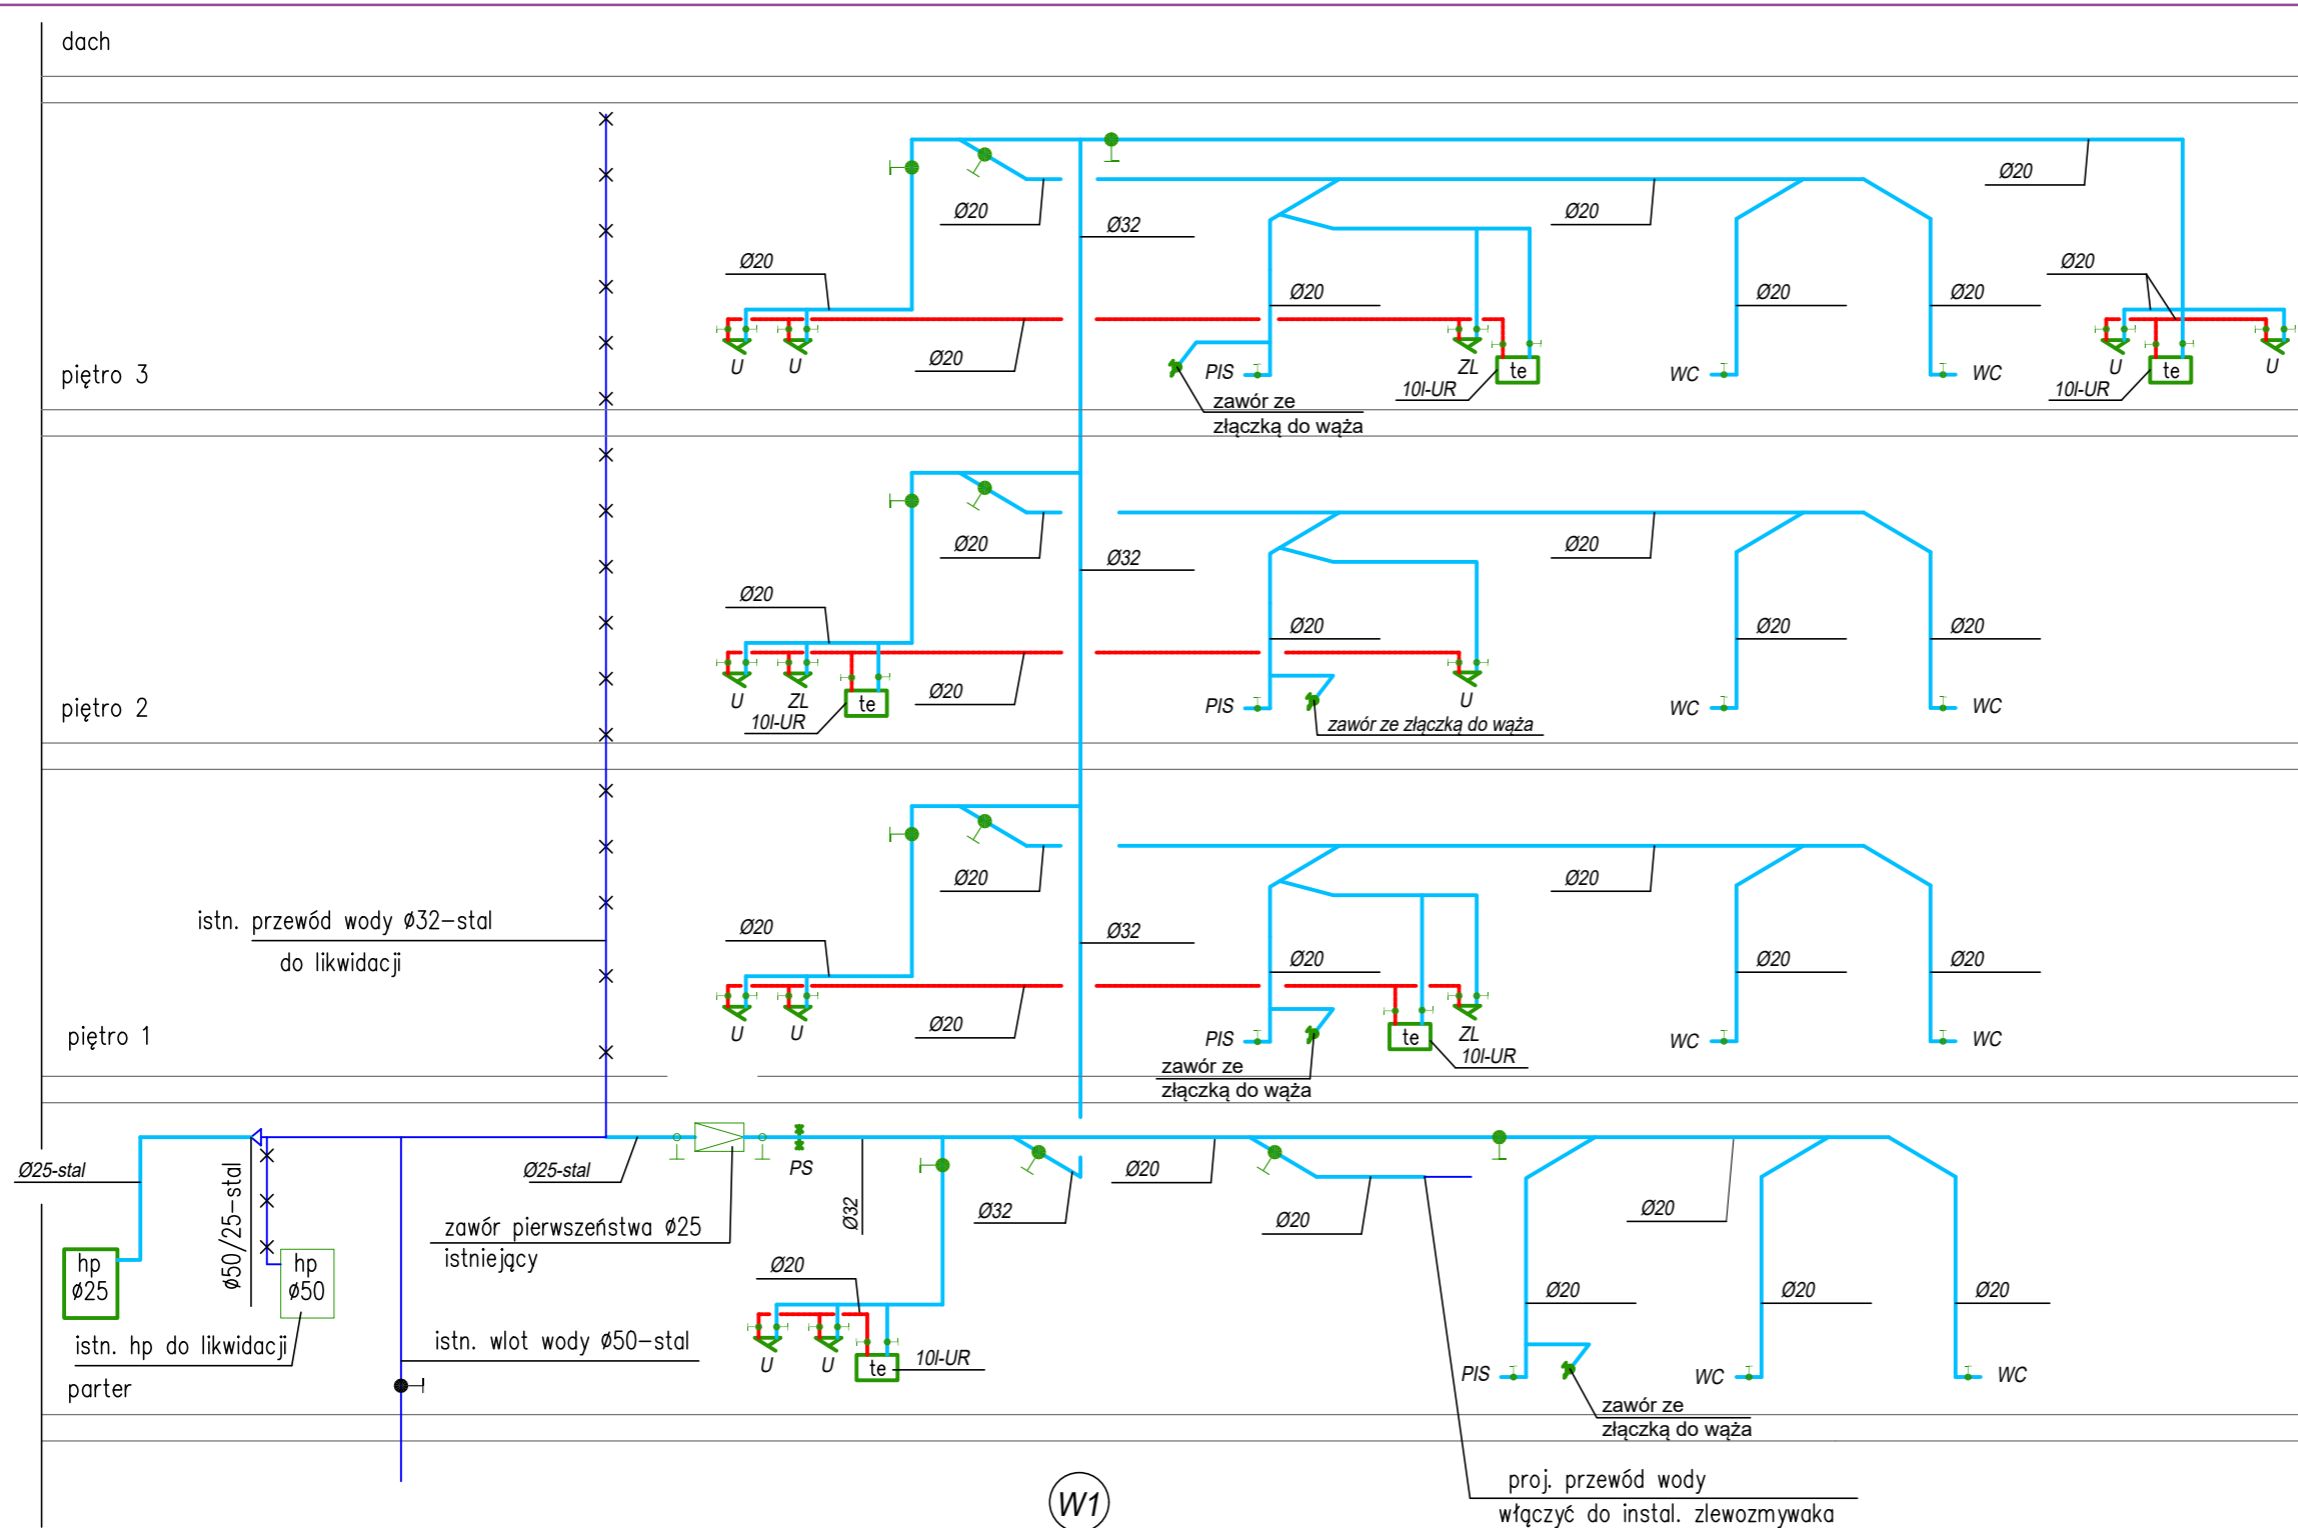 dach
Ø20
Ø20
Ø32
Ø20
Ø20
Ø20
Ø20
Ø20
Ø20
Ø20
Ø20
U
U
PIS
ZL
te
10l-UR
WC
WC
U
te
U
10l-UR
piętro 3
zawór ze
złączką do węża
Ø20
Ø32
Ø20
Ø20
Ø20
Ø20
Ø20
Ø20
U
ZL
te
10l-UR
PIS
U
WC
WC
piętro 2
zawór ze złączką do węża
Ø20
Ø20
istn. przewód wody ø32-stal
do likwidacji
Ø20
Ø32
Ø20
Ø20
Ø20
Ø20
U
U
PIS
te
ZL
10l-UR
WC
WC
piętro 1
zawór ze
złączką do węża
Ø25-stal
ø50/25-stal
Ø25-stal
PS
Ø32
Ø32
Ø20
Ø20
Ø20
zawór pierwszeństwa ø25
istniejący
hp
ø25
hp
ø50
Ø20
Ø20
Ø20
Ø20
istn. hp do likwidacji
istn. wlot wody ø50-stal
U
U
te
10l-UR
PIS
WC
WC
parter
zawór ze
złączką do węża
W1
proj. przewód wody
włączyć do instal. zlewozmywaka